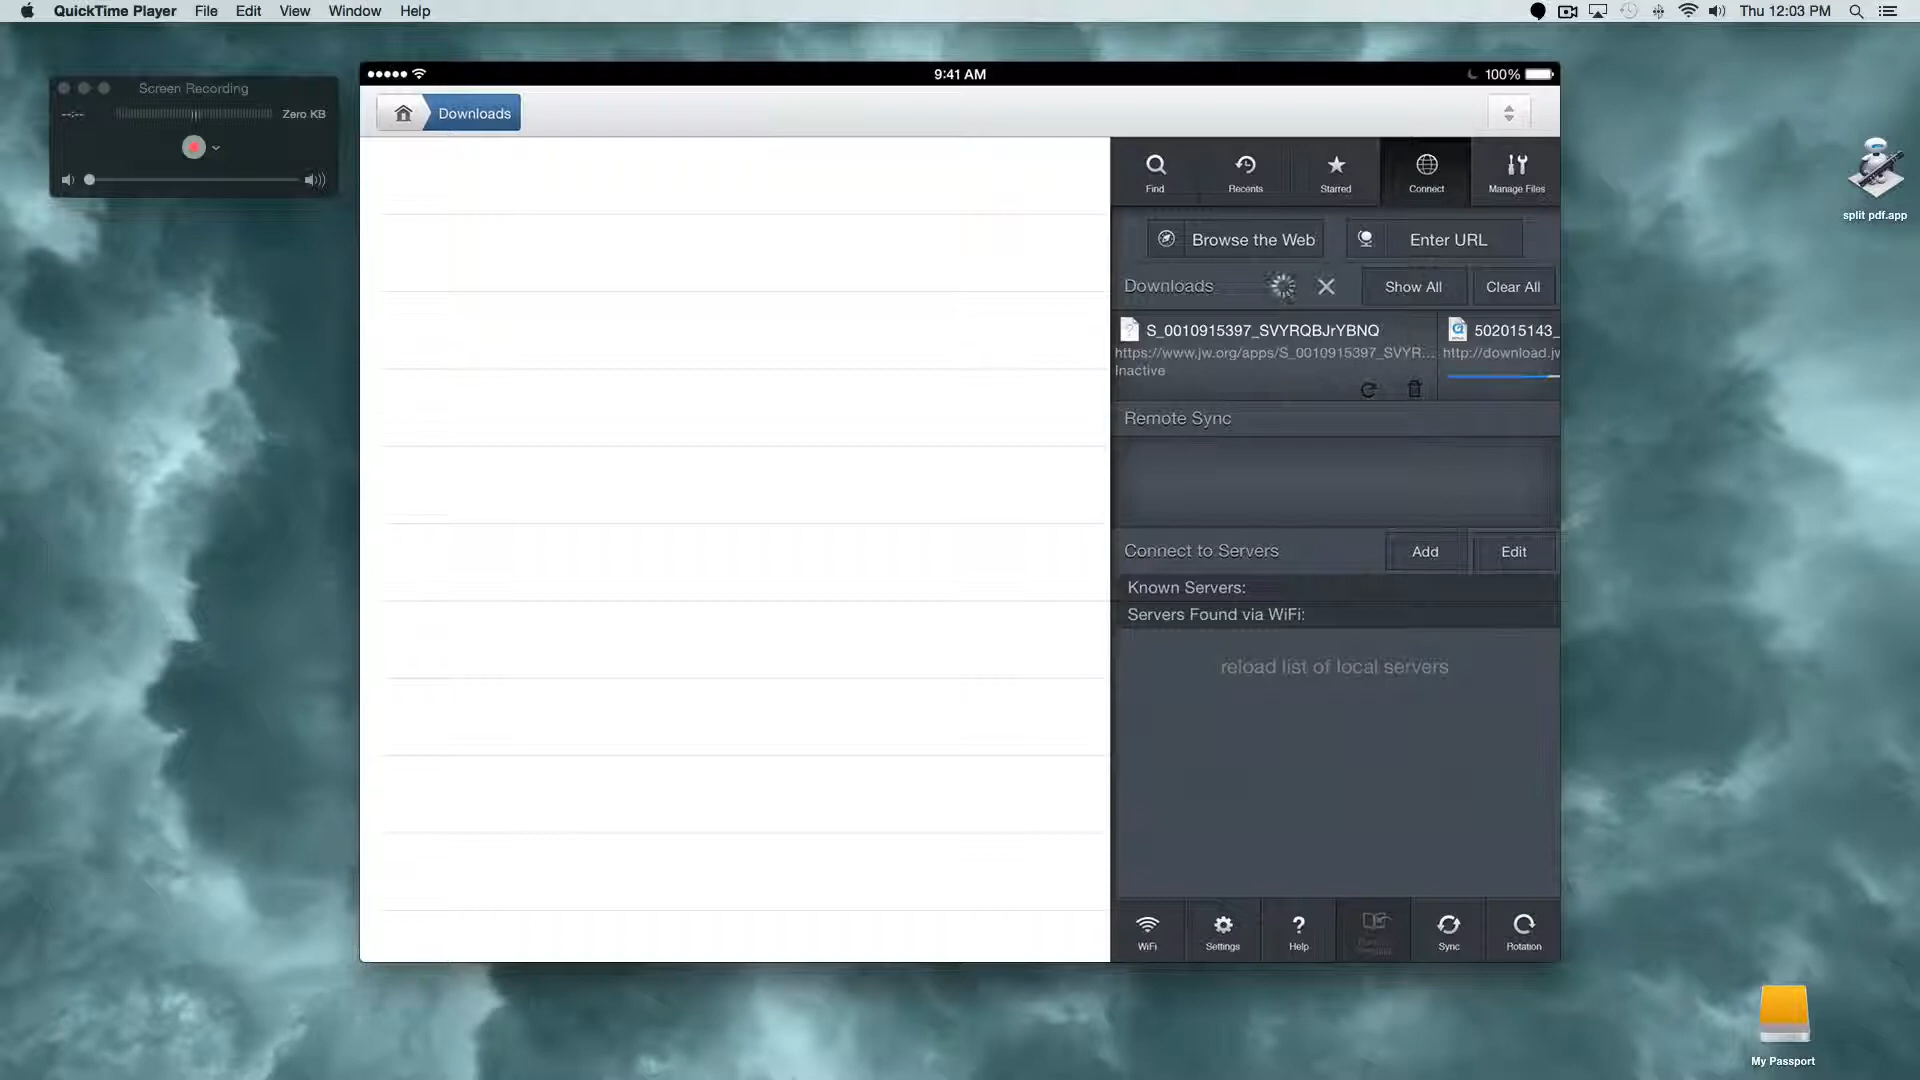 QuickTime Player File Edit View Window Help
Thu 12:03 PM
Screen Recording
--:--
Zero KB
9:41 AM
100%
Downloads
Find
Recents
Starred
Connect
Manage Files
Browse the Web
Enter URL
Downloads
Show All
Clear All
S_0010915397_SVYRQBJrYBNQ
https://www.jw.org/apps/S_0010915397_SVYR...
Inactive
502015143_
http://download.jw
Remote Sync
Connect to Servers
Add
Edit
Known Servers:
Servers Found via WiFi:
reload list of local servers
WiFi
Settings
Help
Sync
Rotation
split pdf.app
My Passport